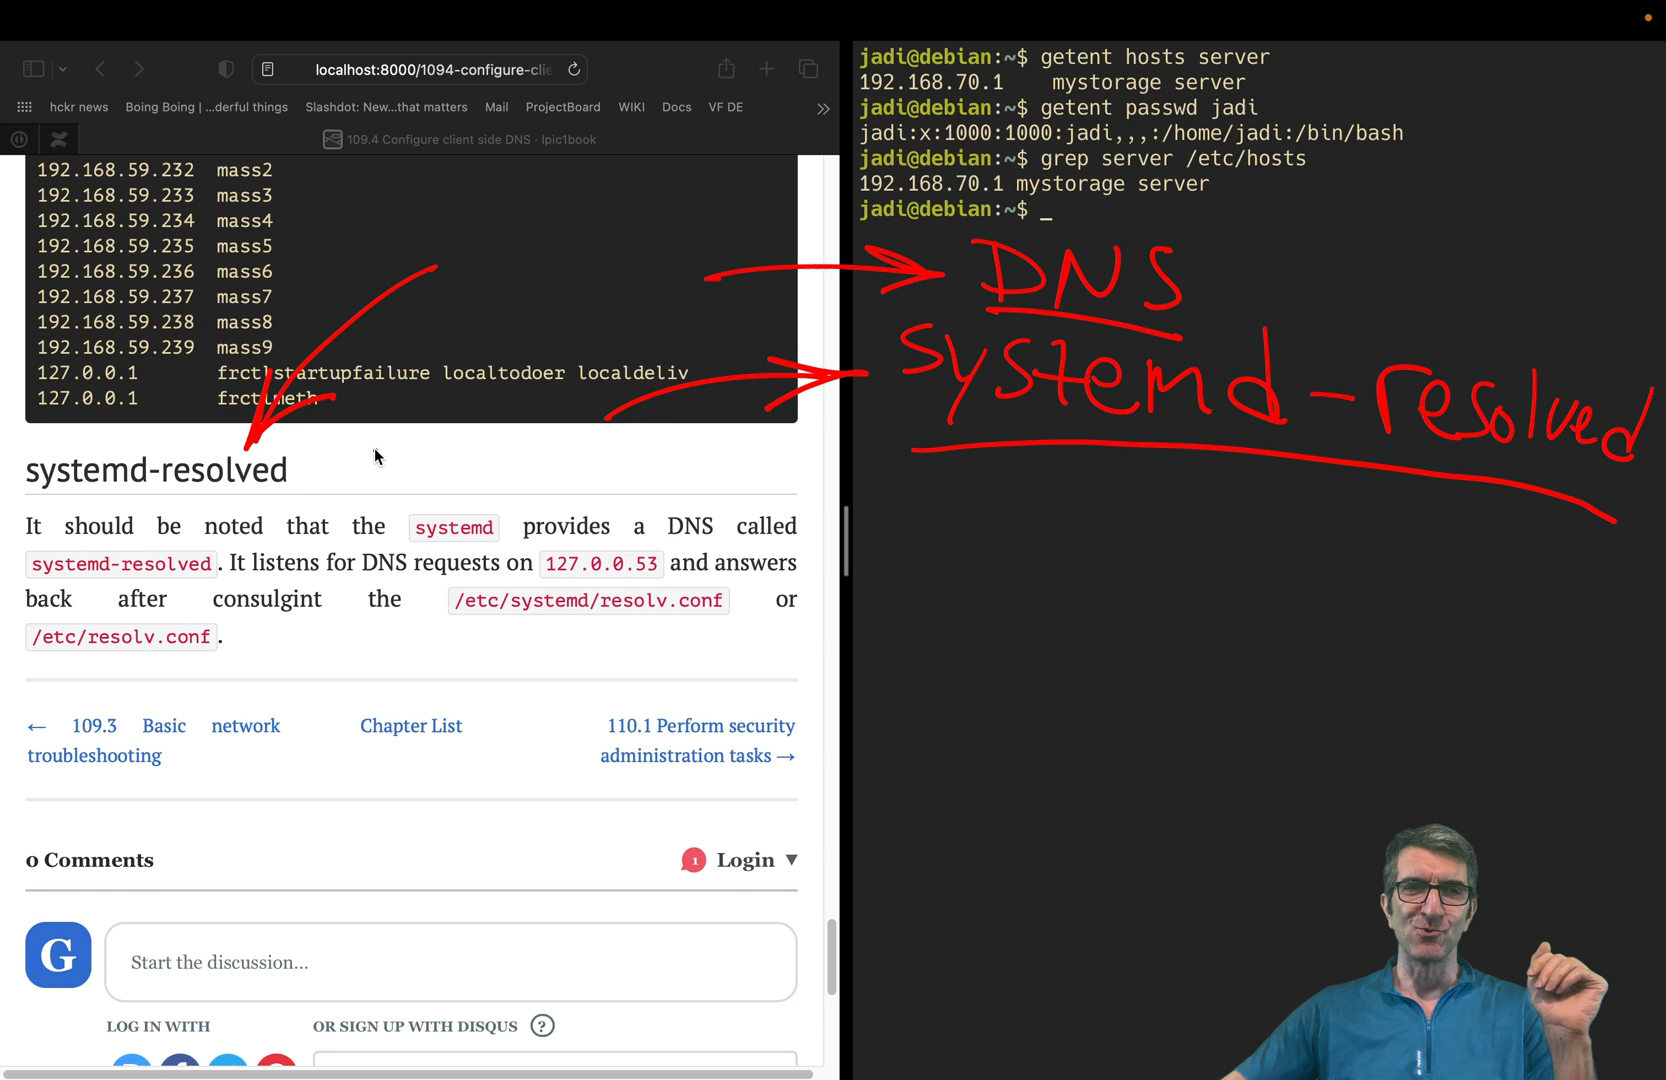 localhost:8000/1094-configure-clie
hckr news Boing Boing | ...derful things Slashdot: New...that matters Mail ProjectBoard WIKI Docs VF DE
109.4 Configure client side DNS · lpic1book
192.168.59.232 mass2
192.168.59.233 mass3
192.168.59.234 mass4
192.168.59.235 mass5
192.168.59.236 mass6
192.168.59.237 mass7
192.168.59.238 mass8
192.168.59.239 mass9
127.0.0.1 frctlstartupfailure localtodoer localdeliv
127.0.0.1 frctlmeth
systemd-resolved
It should be noted that the systemd provides a DNS called
systemd-resolved. It listens for DNS requests on 127.0.0.53 and answers
back after consulgint the /etc/systemd/resolv.conf or
/etc/resolv.conf.
← 109.3 Basic network
troubleshooting
Chapter List
110.1 Perform security
administration tasks →
0 Comments
1 Login ▼
G
Start the discussion...
LOG IN WITH
OR SIGN UP WITH DISQUS ?
jadi@debian:~$ getent hosts server
192.168.70.1 mystorage server
jadi@debian:~$ getent passwd jadi
jadi:x:1000:1000:jadi,,,:/home/jadi:/bin/bash
jadi@debian:~$ grep server /etc/hosts
192.168.70.1 mystorage server
jadi@debian:~$ _
DNS
systemd-resolved